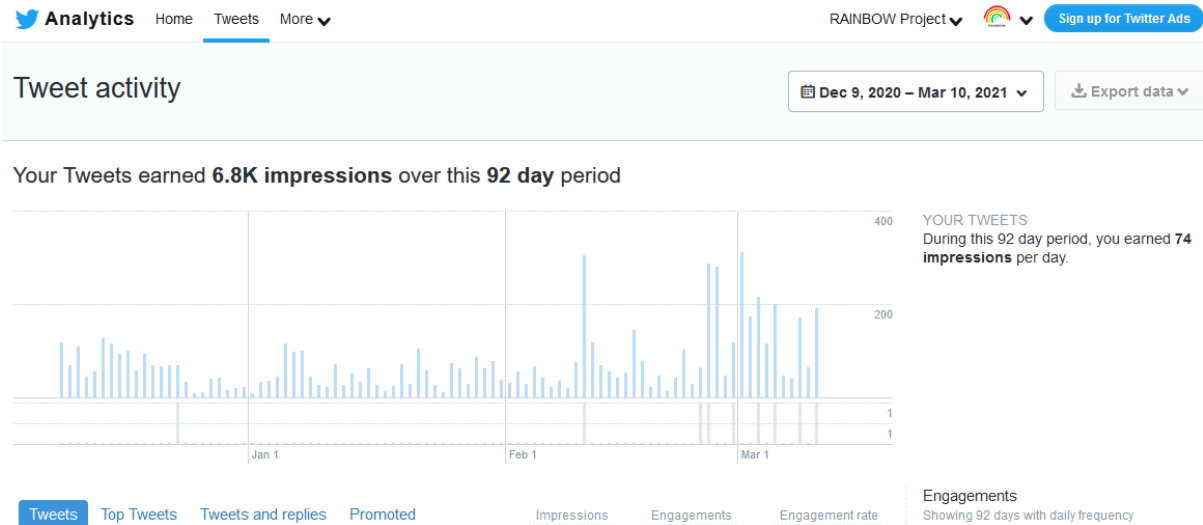 Analytics Home Tweets More RAINBOW Project Sign up for Twitter Ads
Tweet activity
Dec 9, 2020 – Mar 10, 2021 Export data
Your Tweets earned 6.8K impressions over this 92 day period
400
200
1
1
Jan 1 Feb 1 Mar 1
YOUR TWEETS
During this 92 day period, you earned 74
impressions per day.
Tweets Top Tweets Tweets and replies Promoted
Impressions Engagements Engagement rate
Engagements
Showing 92 days with daily frequency